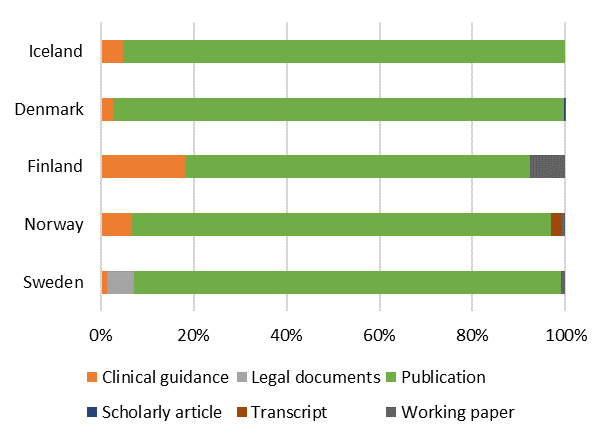 Iceland
Denmark
Finland
Norway
Sweden
0% 20% 40% 60% 80% 100%
Clinical guidance Legal documents Publication
Scholarly article Transcript Working paper